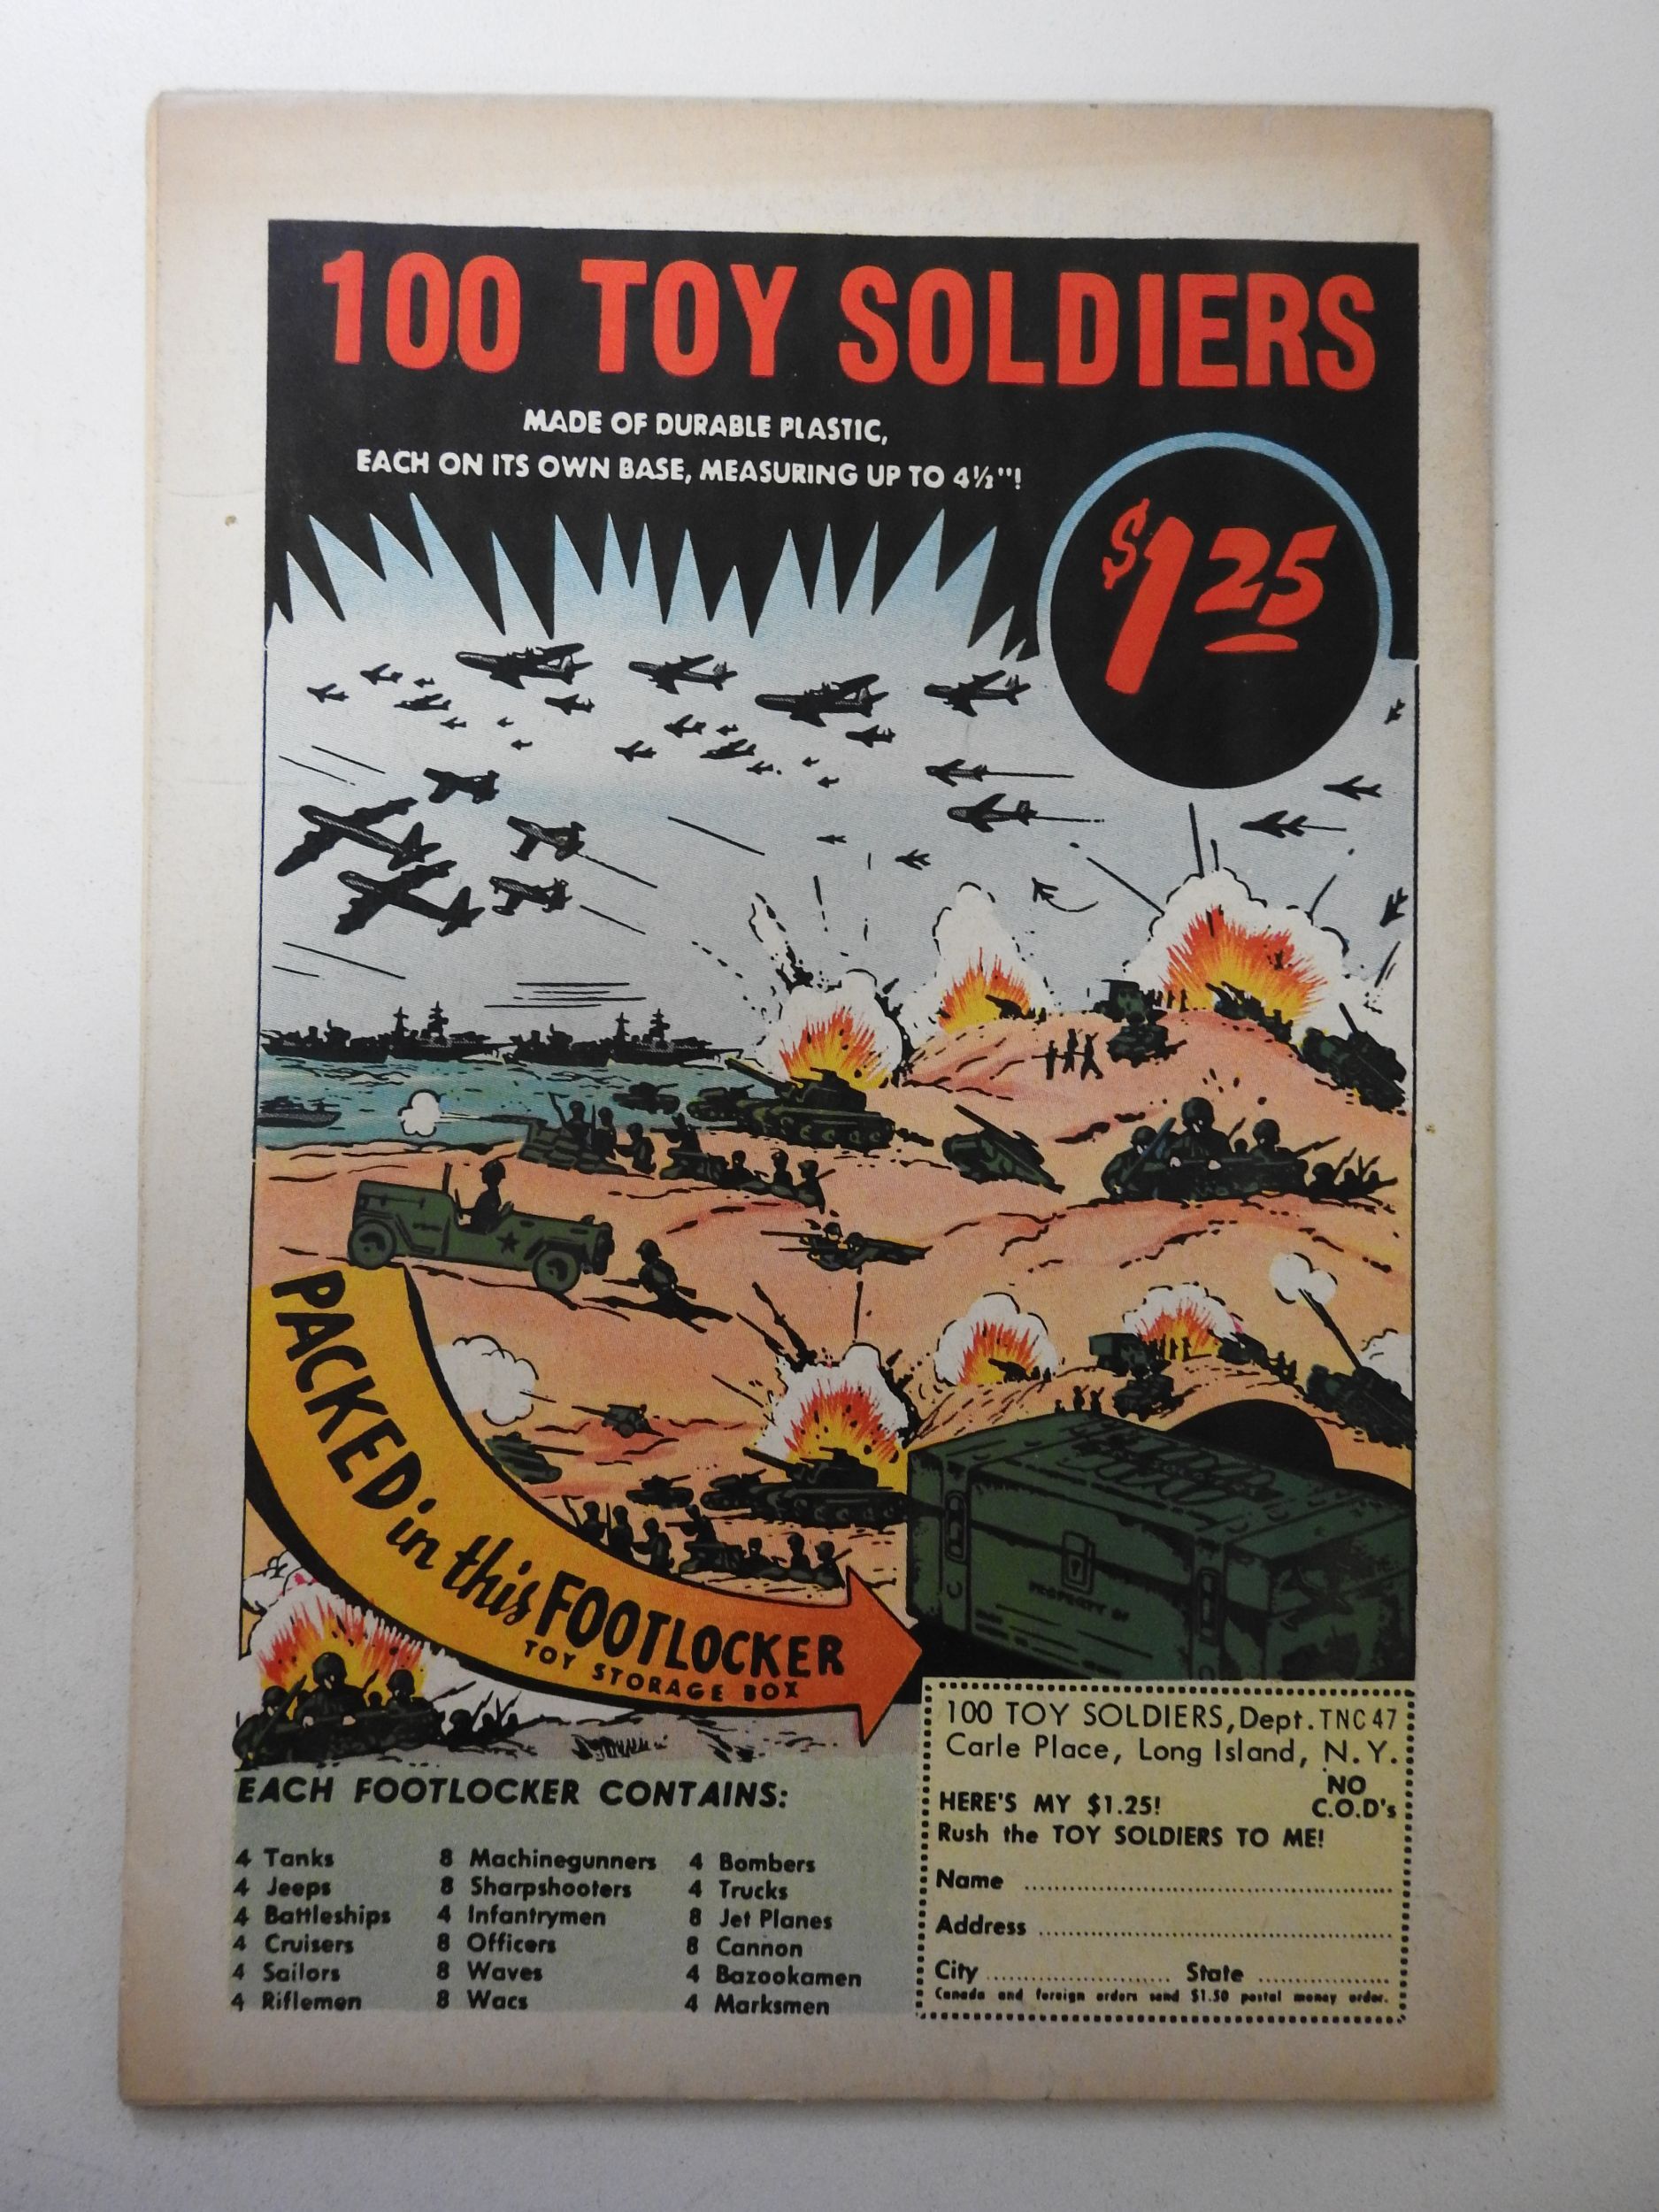 100 TOY SOLDIERS
MADE OF DURABLE PLASTIC,
EACH ON ITS OWN BASE, MEASURING UP TO 4½"!
$1 25
PACKED in this FOOTLOCKER
TOY STORAGE BOX
PROPERTY OF
EACH FOOTLOCKER CONTAINS:
4 Tanks
4 Jeeps
4 Battleships
4 Cruisers
4 Sailors
4 Riflemen
8 Machinegunners
8 Sharpshooters
4 Infantrymen
8 Officers
8 Waves
8 Wacs
4 Bombers
4 Trucks
8 Jet Planes
8 Cannon
4 Bazookamen
4 Marksmen
100 TOY SOLDIERS, Dept. TNC 47
Carle Place, Long Island, N.Y.
HERE'S MY $1.25!
NO
C.O.D's
Rush the TOY SOLDIERS TO ME!
Name
Address
City State
Canada and foreign orders send $1.50 postal money order.